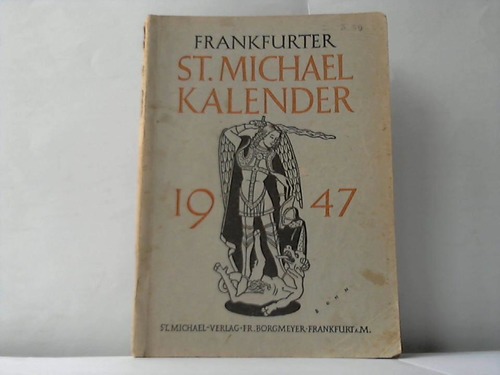 FRANKFURTER
ST. MICHAEL
KALENDER
19 47
ST. MICHAEL-VERLAG·FR. BORGMEYER·FRANKFURT a. M.